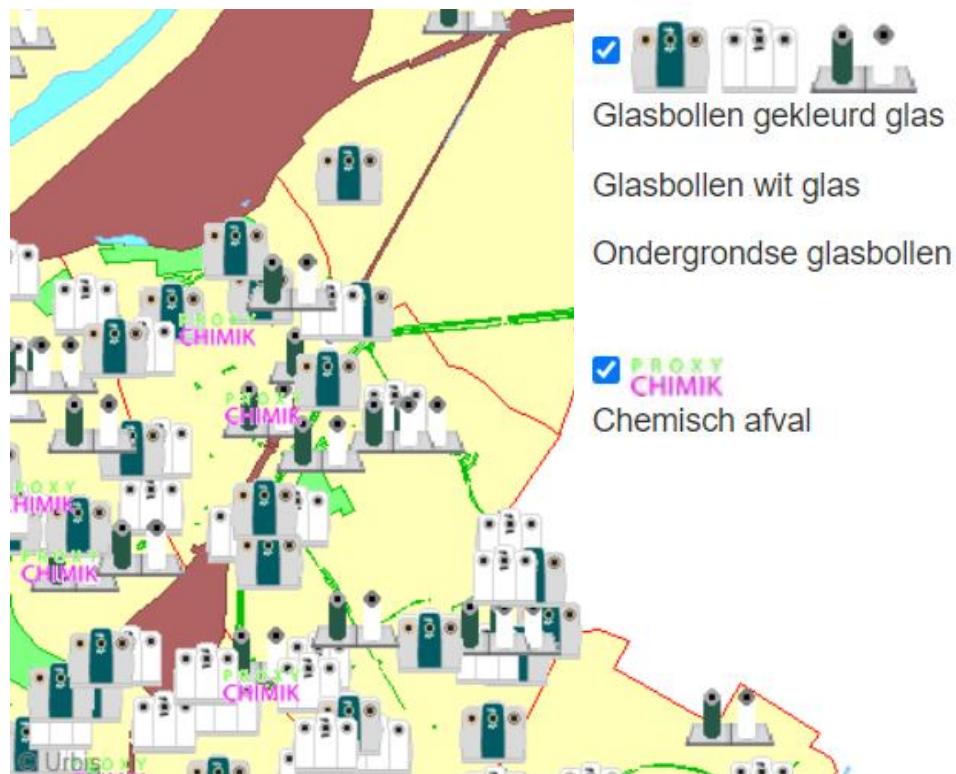 Glasbollen gekleurd glas
Glasbollen wit glas
Ondergrondse glasbollen
PROXY
CHIMIK
Chemisch afval
PROXY
CHIMIK
PROXY
CHIMIK
PROXY
CHIMIK
PROXY
CHIMIK
PROXY
CHIMIK
© Urbis